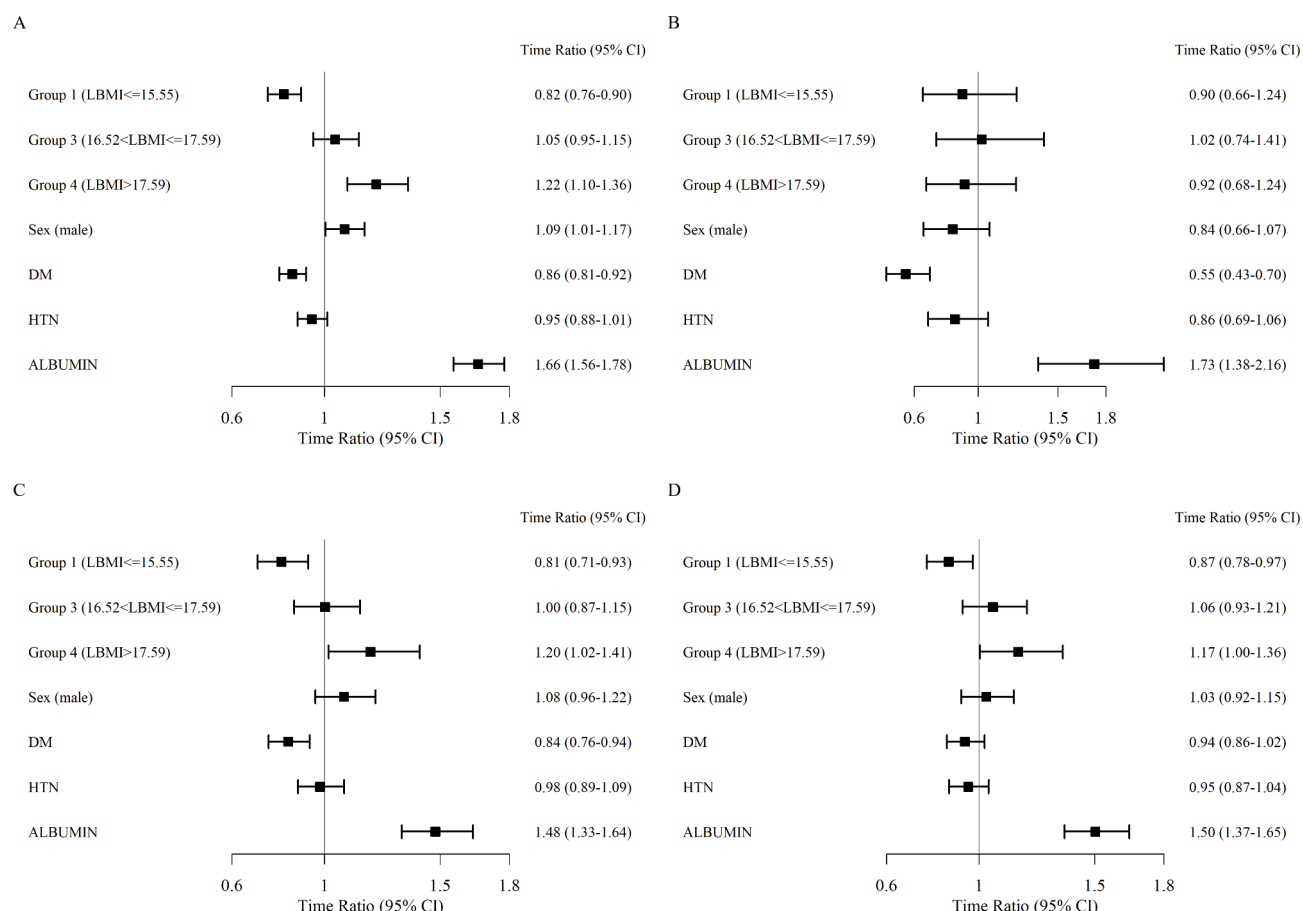 A
Time Ratio (95% CI)
Group 1 (LBMI<=15.55) 0.82 (0.76-0.90)
Group 3 (16.52<LBMI<=17.59) 1.05 (0.95-1.15)
Group 4 (LBMI>17.59) 1.22 (1.10-1.36)
Sex (male) 1.09 (1.01-1.17)
DM 0.86 (0.81-0.92)
HTN 0.95 (0.88-1.01)
ALBUMIN 1.66 (1.56-1.78)
0.6 1 1.5 1.8
Time Ratio (95% CI)
B
Time Ratio (95% CI)
Group 1 (LBMI<=15.55) 0.90 (0.66-1.24)
Group 3 (16.52<LBMI<=17.59) 1.02 (0.74-1.41)
Group 4 (LBMI>17.59) 0.92 (0.68-1.24)
Sex (male) 0.84 (0.66-1.07)
DM 0.55 (0.43-0.70)
HTN 0.86 (0.69-1.06)
ALBUMIN 1.73 (1.38-2.16)
0.6 1 1.5 1.8
Time Ratio (95% CI)
C
Time Ratio (95% CI)
Group 1 (LBMI<=15.55) 0.81 (0.71-0.93)
Group 3 (16.52<LBMI<=17.59) 1.00 (0.87-1.15)
Group 4 (LBMI>17.59) 1.20 (1.02-1.41)
Sex (male) 1.08 (0.96-1.22)
DM 0.84 (0.76-0.94)
HTN 0.98 (0.89-1.09)
ALBUMIN 1.48 (1.33-1.64)
0.6 1 1.5 1.8
Time Ratio (95% CI)
D
Time Ratio (95% CI)
Group 1 (LBMI<=15.55) 0.87 (0.78-0.97)
Group 3 (16.52<LBMI<=17.59) 1.06 (0.93-1.21)
Group 4 (LBMI>17.59) 1.17 (1.00-1.36)
Sex (male) 1.03 (0.92-1.15)
DM 0.94 (0.86-1.02)
HTN 0.95 (0.87-1.04)
ALBUMIN 1.50 (1.37-1.65)
0.6 1 1.5 1.8
Time Ratio (95% CI)